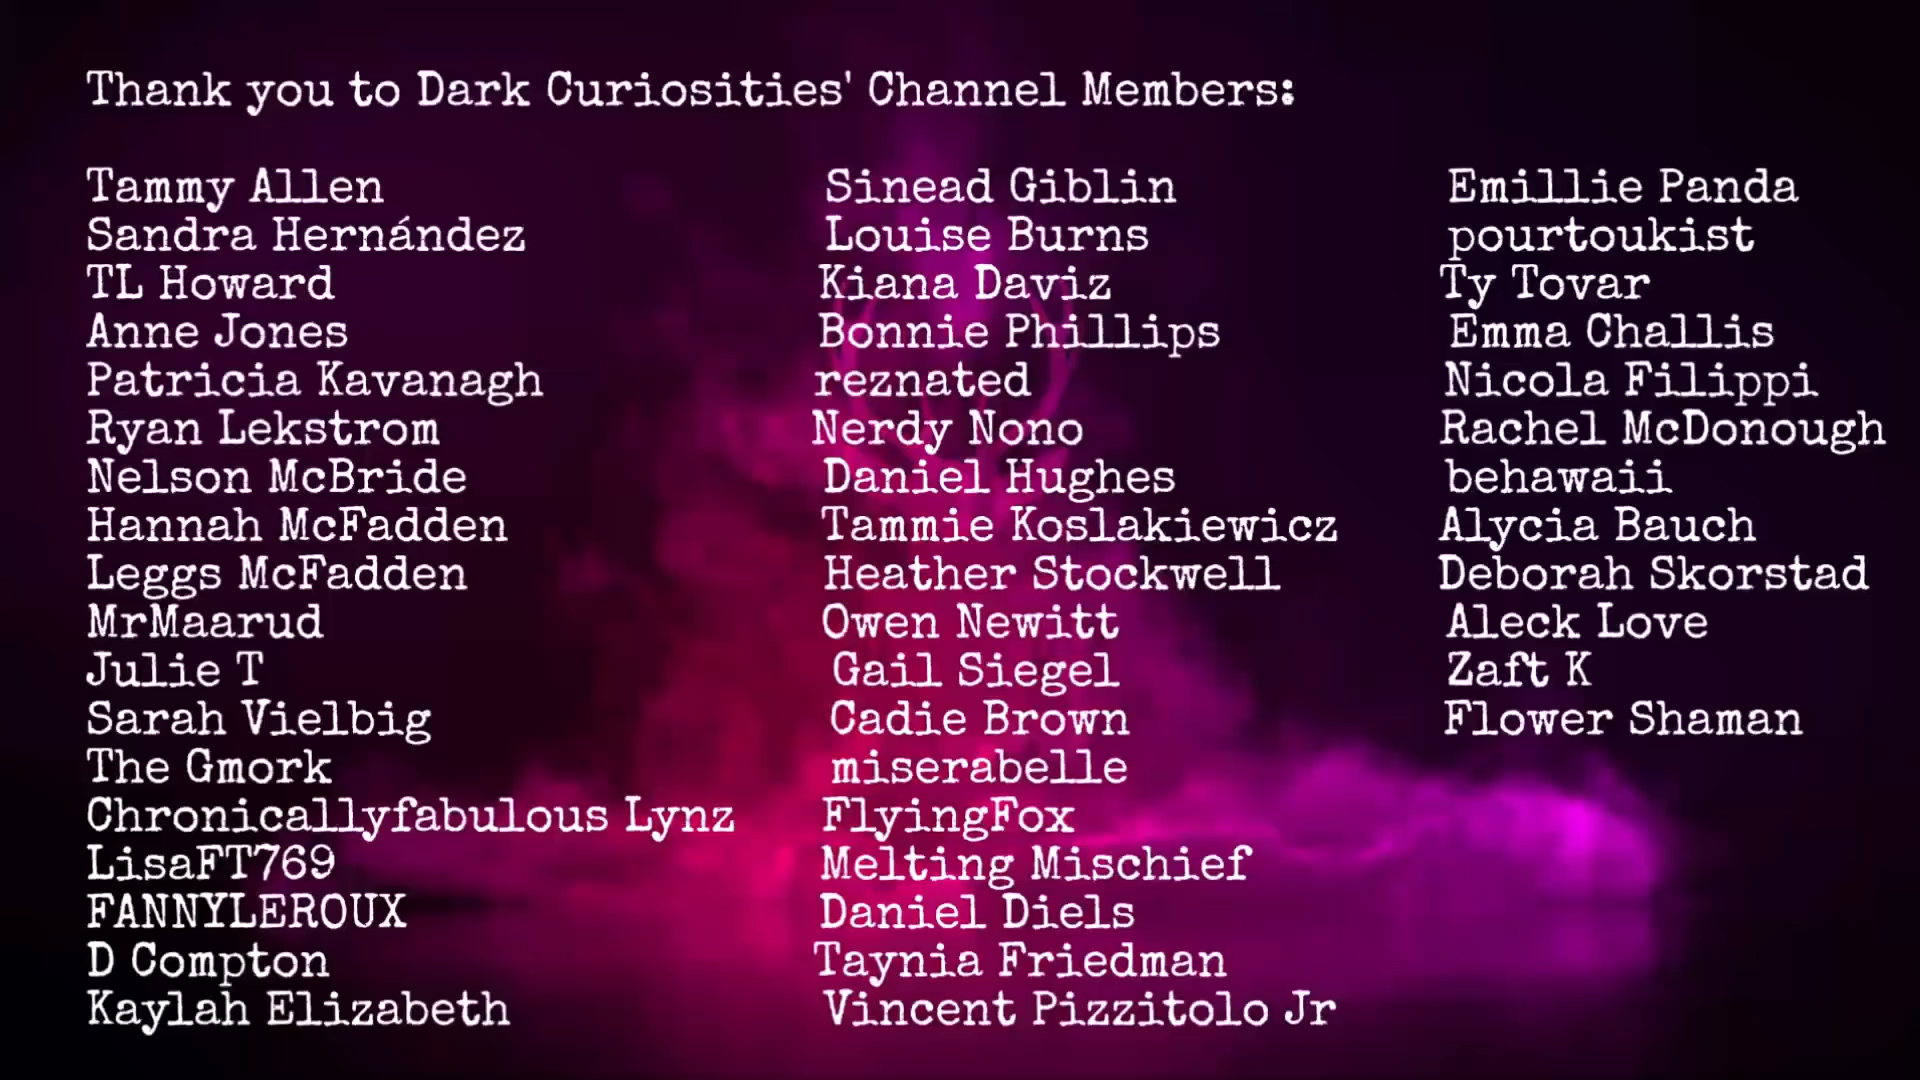 Thank you to Dark Curiosities' Channel Members:
Tammy Allen
Sandra Hernández
TL Howard
Anne Jones
Patricia Kavanagh
Ryan Lekstrom
Nelson McBride
Hannah McFadden
Leggs McFadden
MrMaarud
Julie T
Sarah Vielbig
The Gmork
Chronicallyfabulous Lynz
LisaFT769
FANNYLEROUX
D Compton
Kaylah Elizabeth
Sinead Giblin
Louise Burns
Kiana Daviz
Bonnie Phillips
reznated
Nerdy Nono
Daniel Hughes
Tammie Koslakiewicz
Heather Stockwell
Owen Newitt
Gail Siegel
Cadie Brown
miserabelle
FlyingFox
Melting Mischief
Daniel Diels
Taynia Friedman
Vincent Pizzitolo Jr
Emillie Panda
pourtoukist
Ty Tovar
Emma Challis
Nicola Filippi
Rachel McDonough
behawaii
Alycia Bauch
Deborah Skorstad
Aleck Love
Zaft K
Flower Shaman